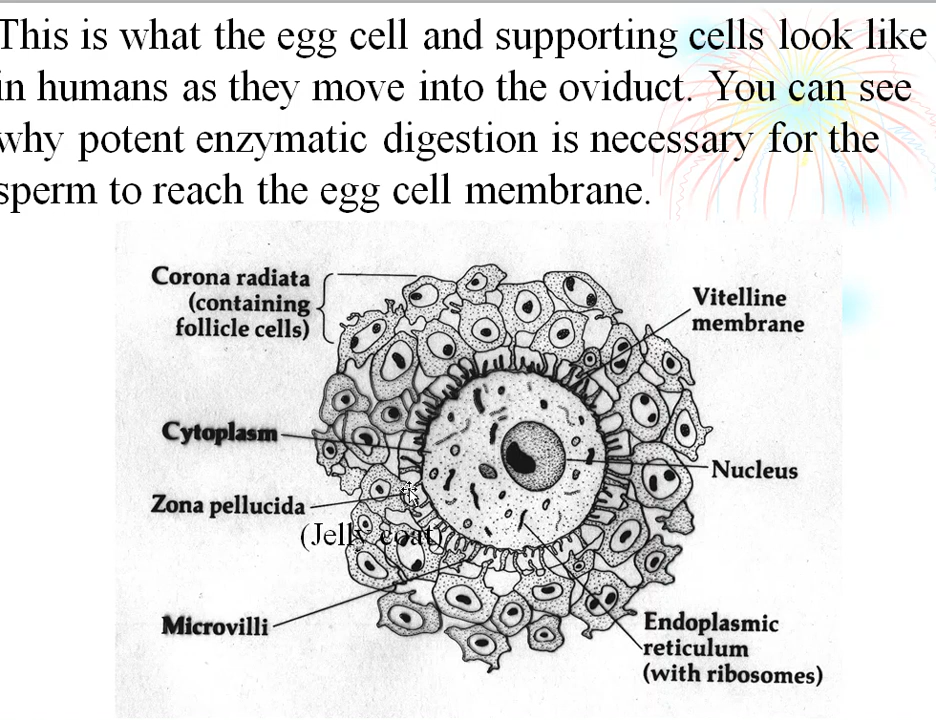 This is what the egg cell and supporting cells look like
in humans as they move into the oviduct. You can see
why potent enzymatic digestion is necessary for the
sperm to reach the egg cell membrane.
Corona radiata
(containing
follicle cells)
Vitelline
membrane
Cytoplasm
Nucleus
Zona pellucida
(Jelly coat)
Microvilli
Endoplasmic
reticulum
(with ribosomes)